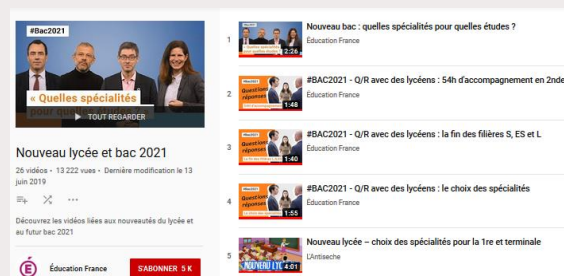 #Bac2021
« Quelles spécialités
pour quelles études ? »
TOUT REGARDER
Nouveau lycée et bac 2021
26 vidéos • 13 222 vues • Dernière modification le 13
juin 2019
Découvrez les vidéos liées aux nouveautés du lycée et
au futur bac 2021
É Éducation France
S'ABONNER 5 K
1
2:26
Nouveau bac : quelles spécialités pour quelles études ?
Éducation France
2
Questions
réponses
1:48
#BAC2021 - Q/R avec des lycéens : 54h d'accompagnement en 2nde
Éducation France
3
Questions
réponses
1:40
#BAC2021 - Q/R avec des lycéens : la fin des filières S, ES et L
Éducation France
4
Questions
réponses
1:55
#BAC2021 - Q/R avec des lycéens : le choix des spécialités
Éducation France
5
NOUVEAU LYC
4:01
Nouveau lycée – choix des spécialités pour la 1re et terminale
L'Antisèche